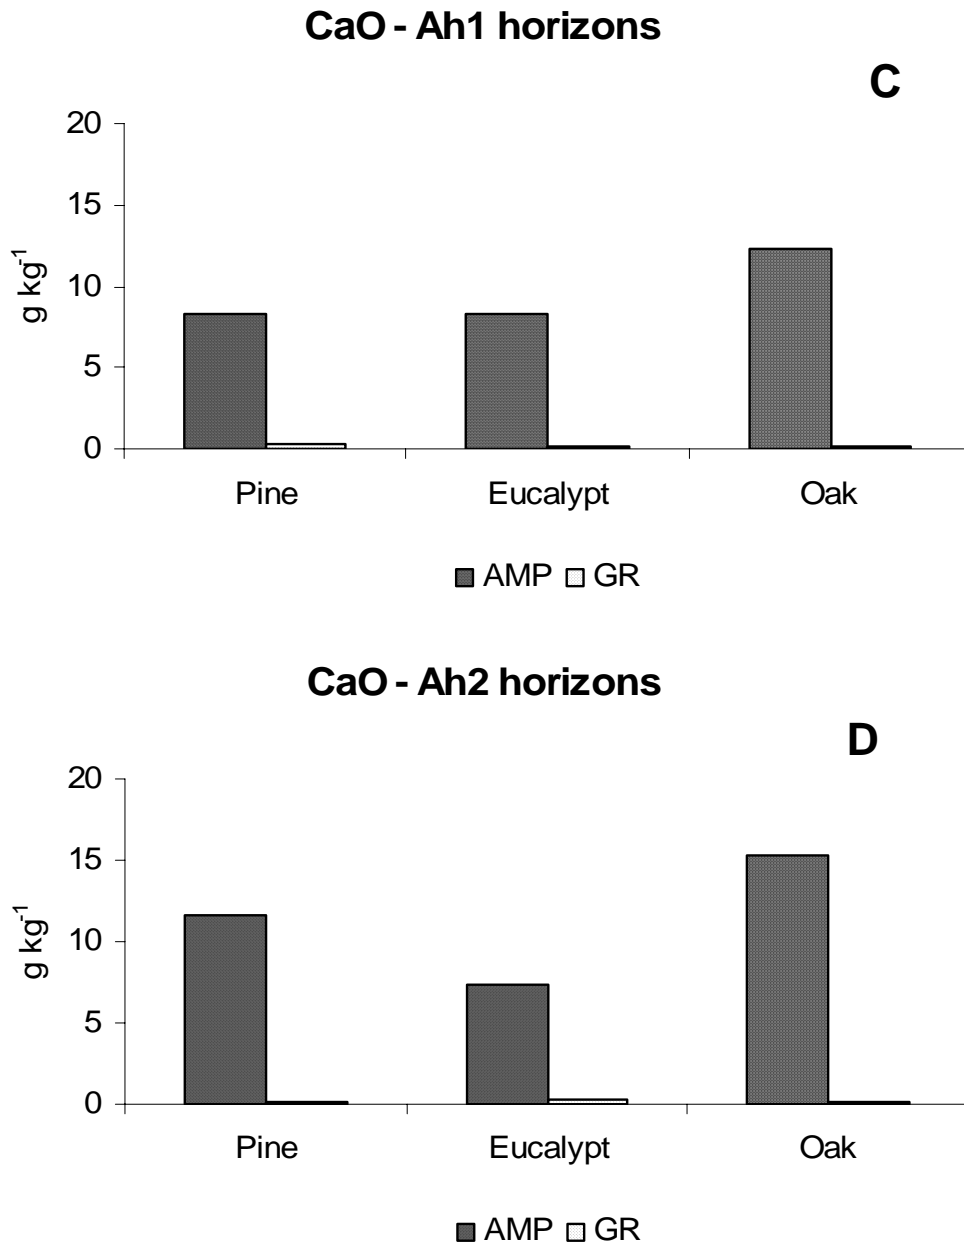 CaO - Ah1 horizons
C
20
15
10
5
0
g kg-1
Pine Eucalypt Oak
AMP GR
CaO - Ah2 horizons
D
20
15
10
5
0
g kg-1
Pine Eucalypt Oak
AMP GR